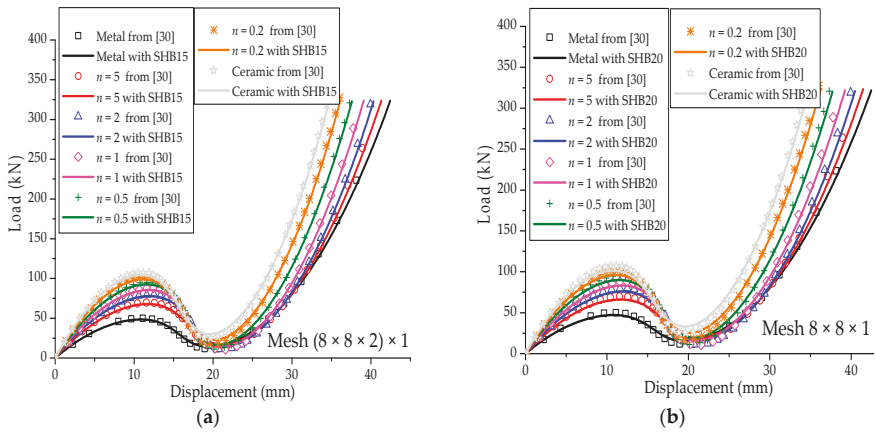 400
350
300
250
200
150
100
50
0
Load (kN)
Metal from [30]
Metal with SHB15
n = 5 from [30]
n = 5 with SHB15
n = 2 from [30]
n = 2 with SHB15
n = 1 from [30]
n = 1 with SHB15
n = 0.5 from [30]
n = 0.5 with SHB15
n = 0.2 from [30]
n = 0.2 with SHB15
Ceramic from [30]
Ceramic with SHB15
Mesh (8 × 8 × 2) × 1
0 10 20 30 40
Displacement (mm)
(a)
400
350
300
250
200
150
100
50
0
Load (kN)
Metal from [30]
Metal with SHB20
n = 5 from [30]
n = 5 with SHB20
n = 2 from [30]
n = 2 with SHB20
n = 1 from [30]
n = 1 with SHB20
n = 0.5 from [30]
n = 0.5 with SHB20
n = 0.2 from [30]
n = 0.2 with SHB20
Ceramic from [30]
Ceramic with SHB20
Mesh 8 × 8 × 1
0 10 20 30 40
Displacement (mm)
(b)